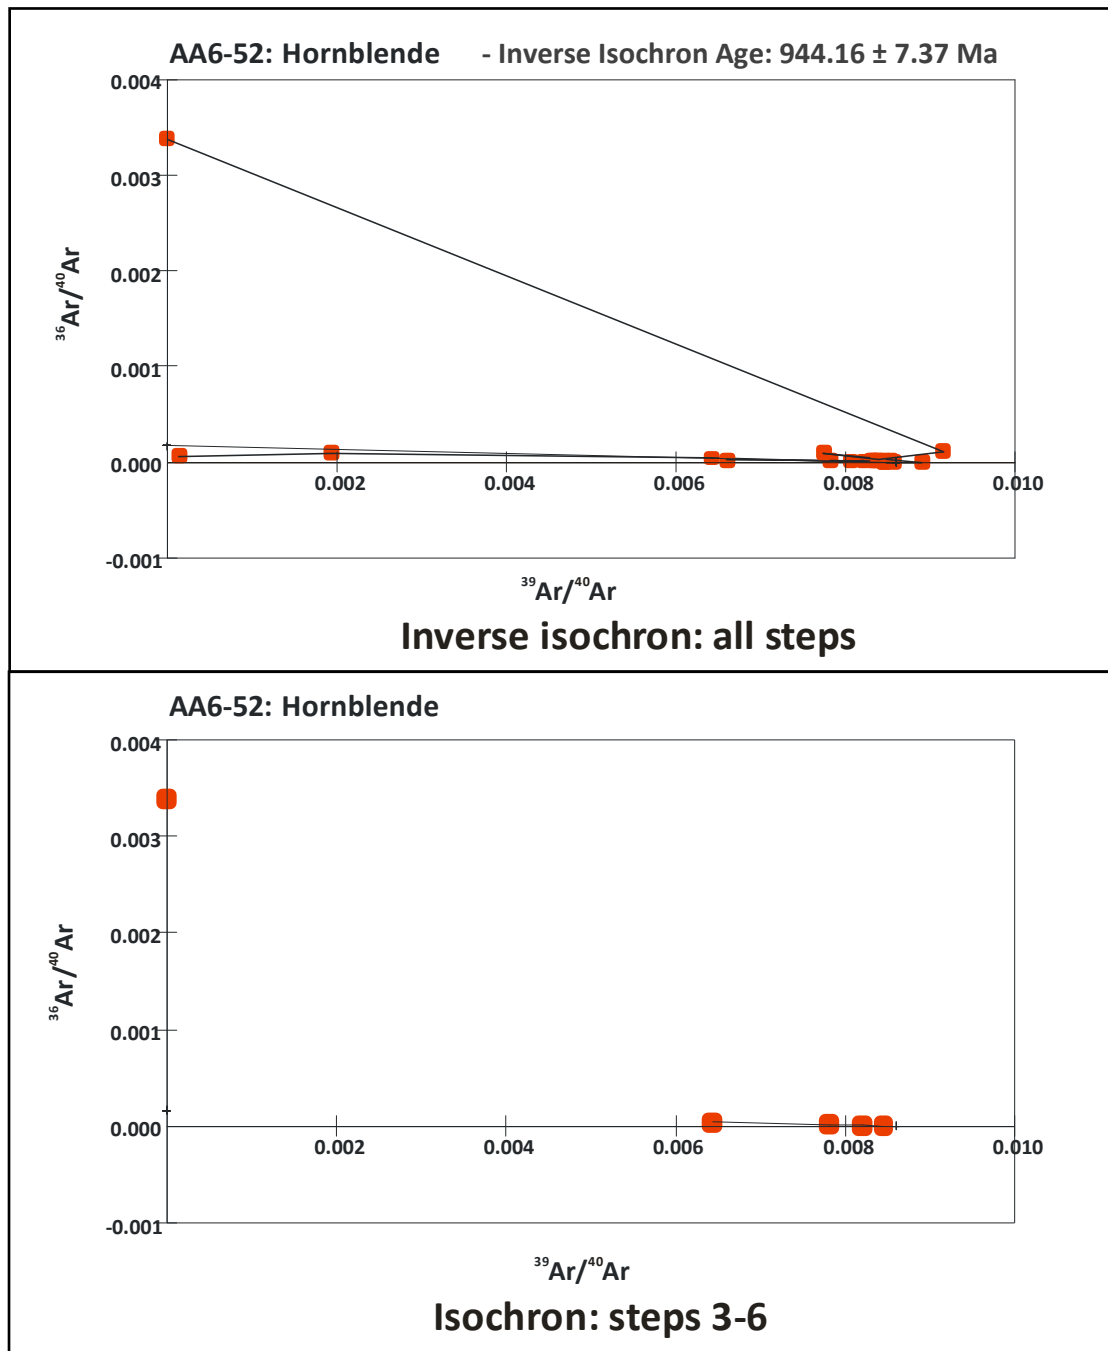 AA6-52: Hornblende - Inverse Isochron Age: 944.16 ± 7.37 Ma
0.004
0.003
0.002
0.001
0.000
-0.001
³⁶Ar/⁴⁰Ar
0.002 0.004 0.006 0.008 0.010
³⁹Ar/⁴⁰Ar
Inverse isochron: all steps
AA6-52: Hornblende
0.004
0.003
0.002
0.001
0.000
-0.001
³⁶Ar/⁴⁰Ar
0.002 0.004 0.006 0.008 0.010
³⁹Ar/⁴⁰Ar
Isochron: steps 3-6